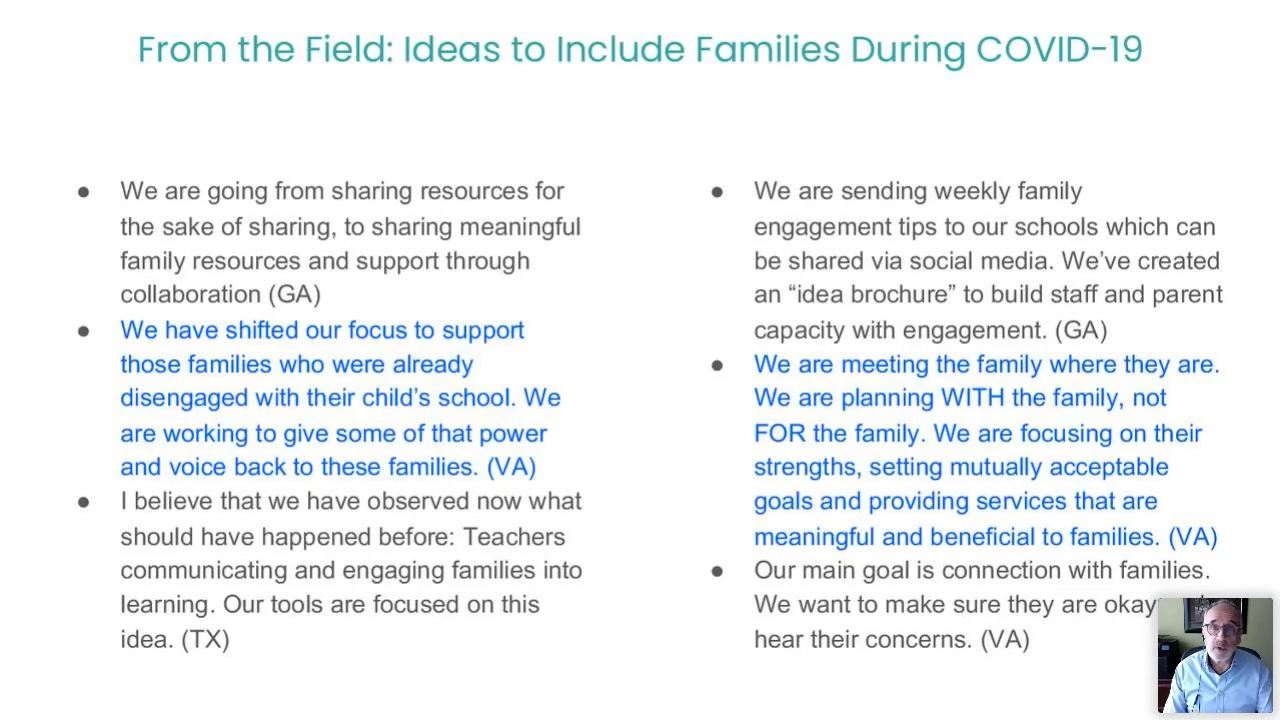 From the Field: Ideas to Include Families During COVID-19
● We are going from sharing resources for
the sake of sharing, to sharing meaningful
family resources and support through
collaboration (GA)
● We have shifted our focus to support
those families who were already
disengaged with their child’s school. We
are working to give some of that power
and voice back to these families. (VA)
● I believe that we have observed now what
should have happened before: Teachers
communicating and engaging families into
learning. Our tools are focused on this
idea. (TX)
● We are sending weekly family
engagement tips to our schools which can
be shared via social media. We’ve created
an “idea brochure” to build staff and parent
capacity with engagement. (GA)
● We are meeting the family where they are.
We are planning WITH the family, not
FOR the family. We are focusing on their
strengths, setting mutually acceptable
goals and providing services that are
meaningful and beneficial to families. (VA)
● Our main goal is connection with families.
We want to make sure they are okay
hear their concerns. (VA)